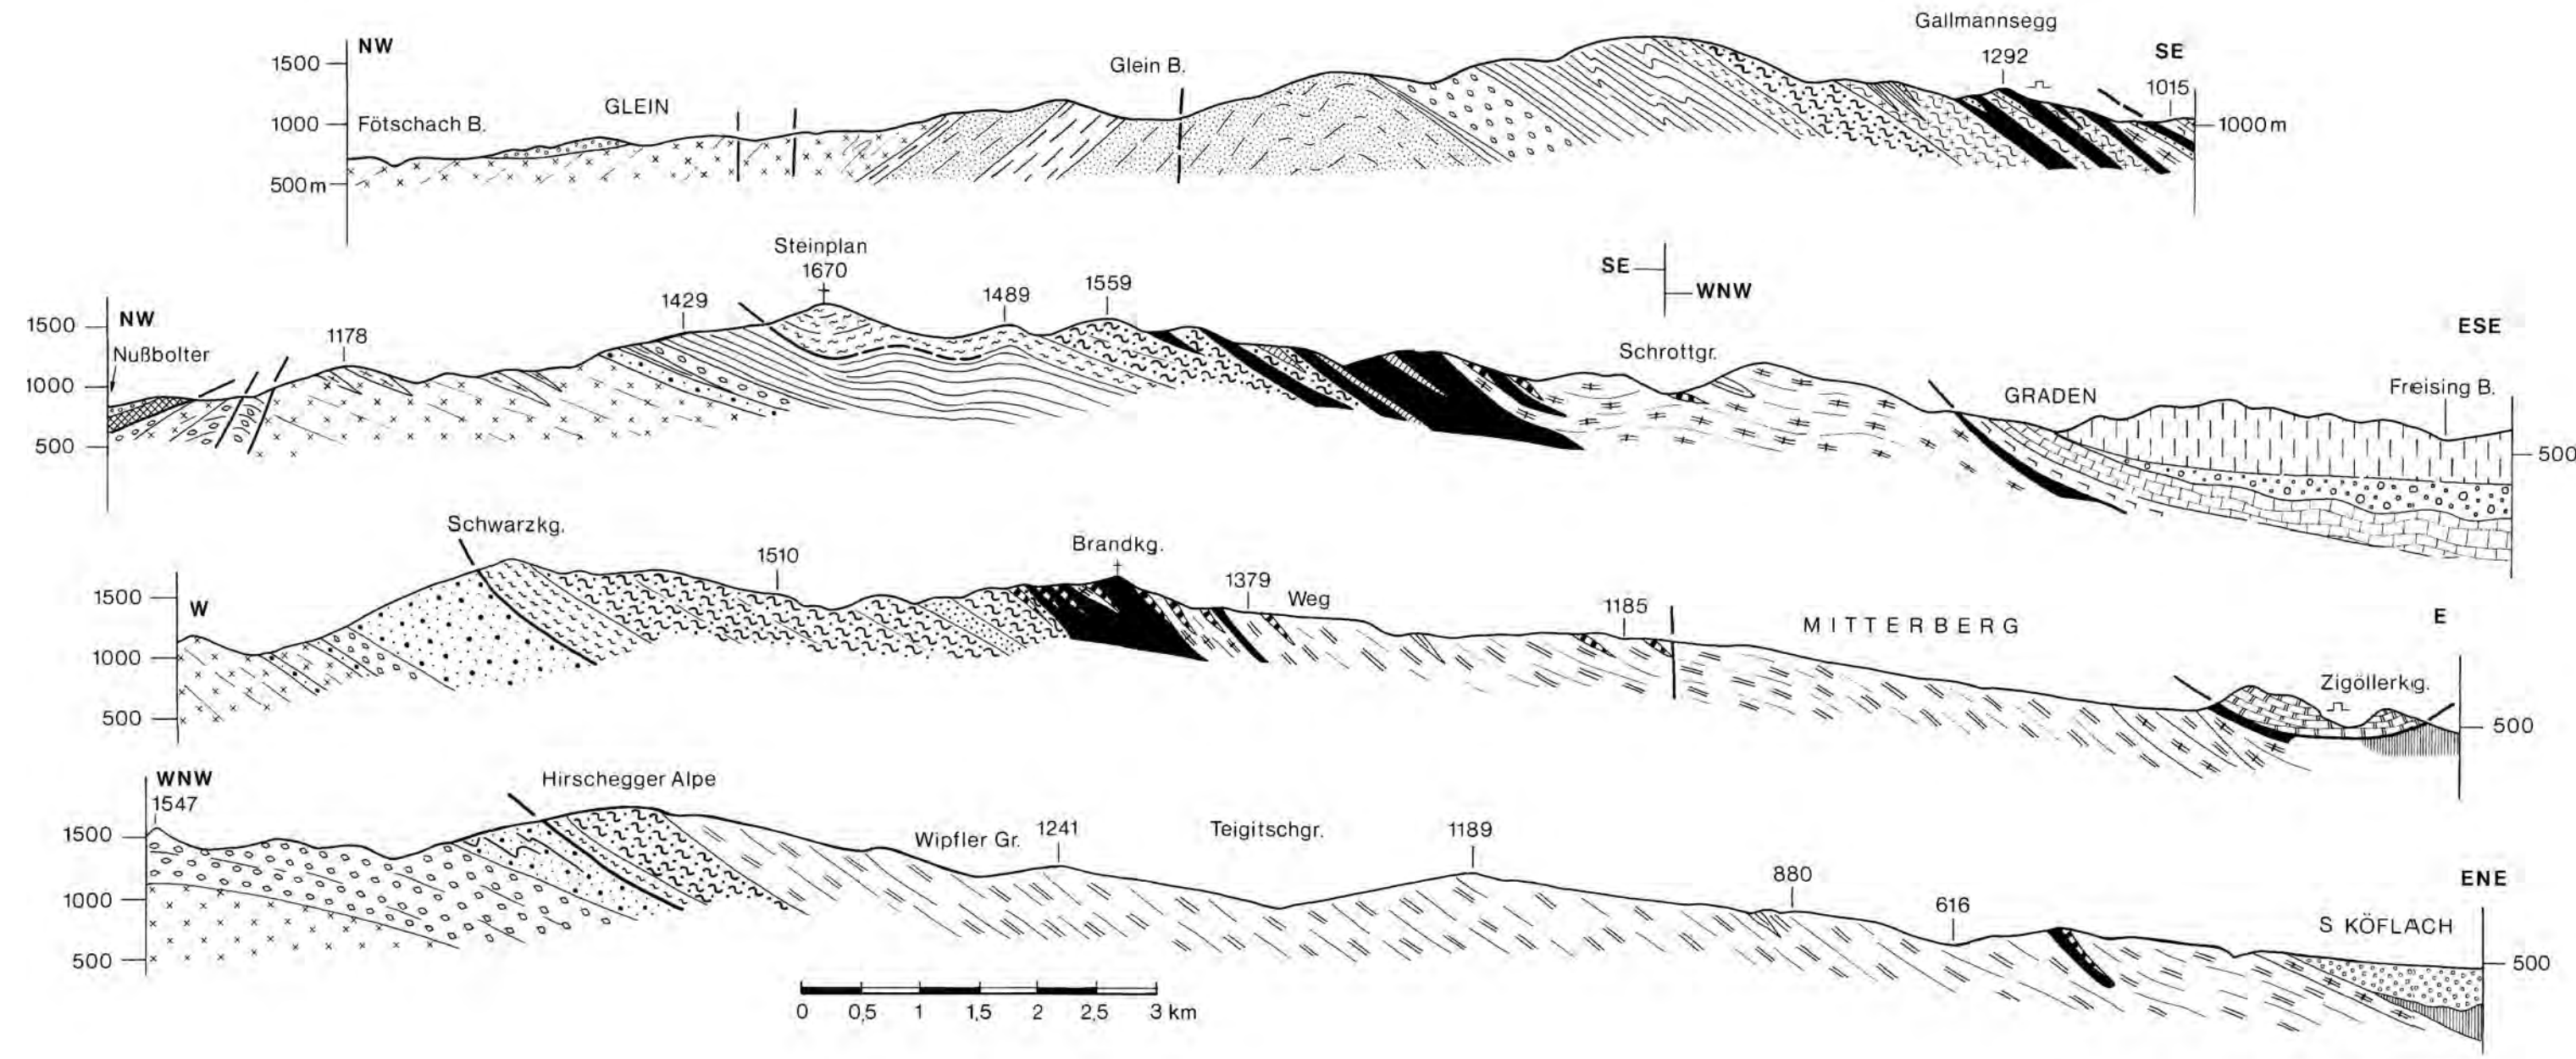 Gallmannsegg
NW
1292
SE
1500
Glein B.
1015
GLEIN
1000
Fötschach B.
1000 m
500 m
Steinplan
1670
SE
WNW
1429
1489
1559
NW
1500
ESE
Nußbolter
1178
Schrottgr.
1000
GRADEN
Freising B.
500
500
Schwarzkg.
1510
Brandkg.
1379
1500
W
Weg
1185
MITTERBERG
E
1000
Zigöllerkg.
500
500
WNW
Hirschegger Alpe
1547
1500
Wipfler Gr.
1241
Teigitschgr.
1189
880
ENE
1000
616
S KÖFLACH
500
500
0 0,5 1 1,5 2 2,5 3 km